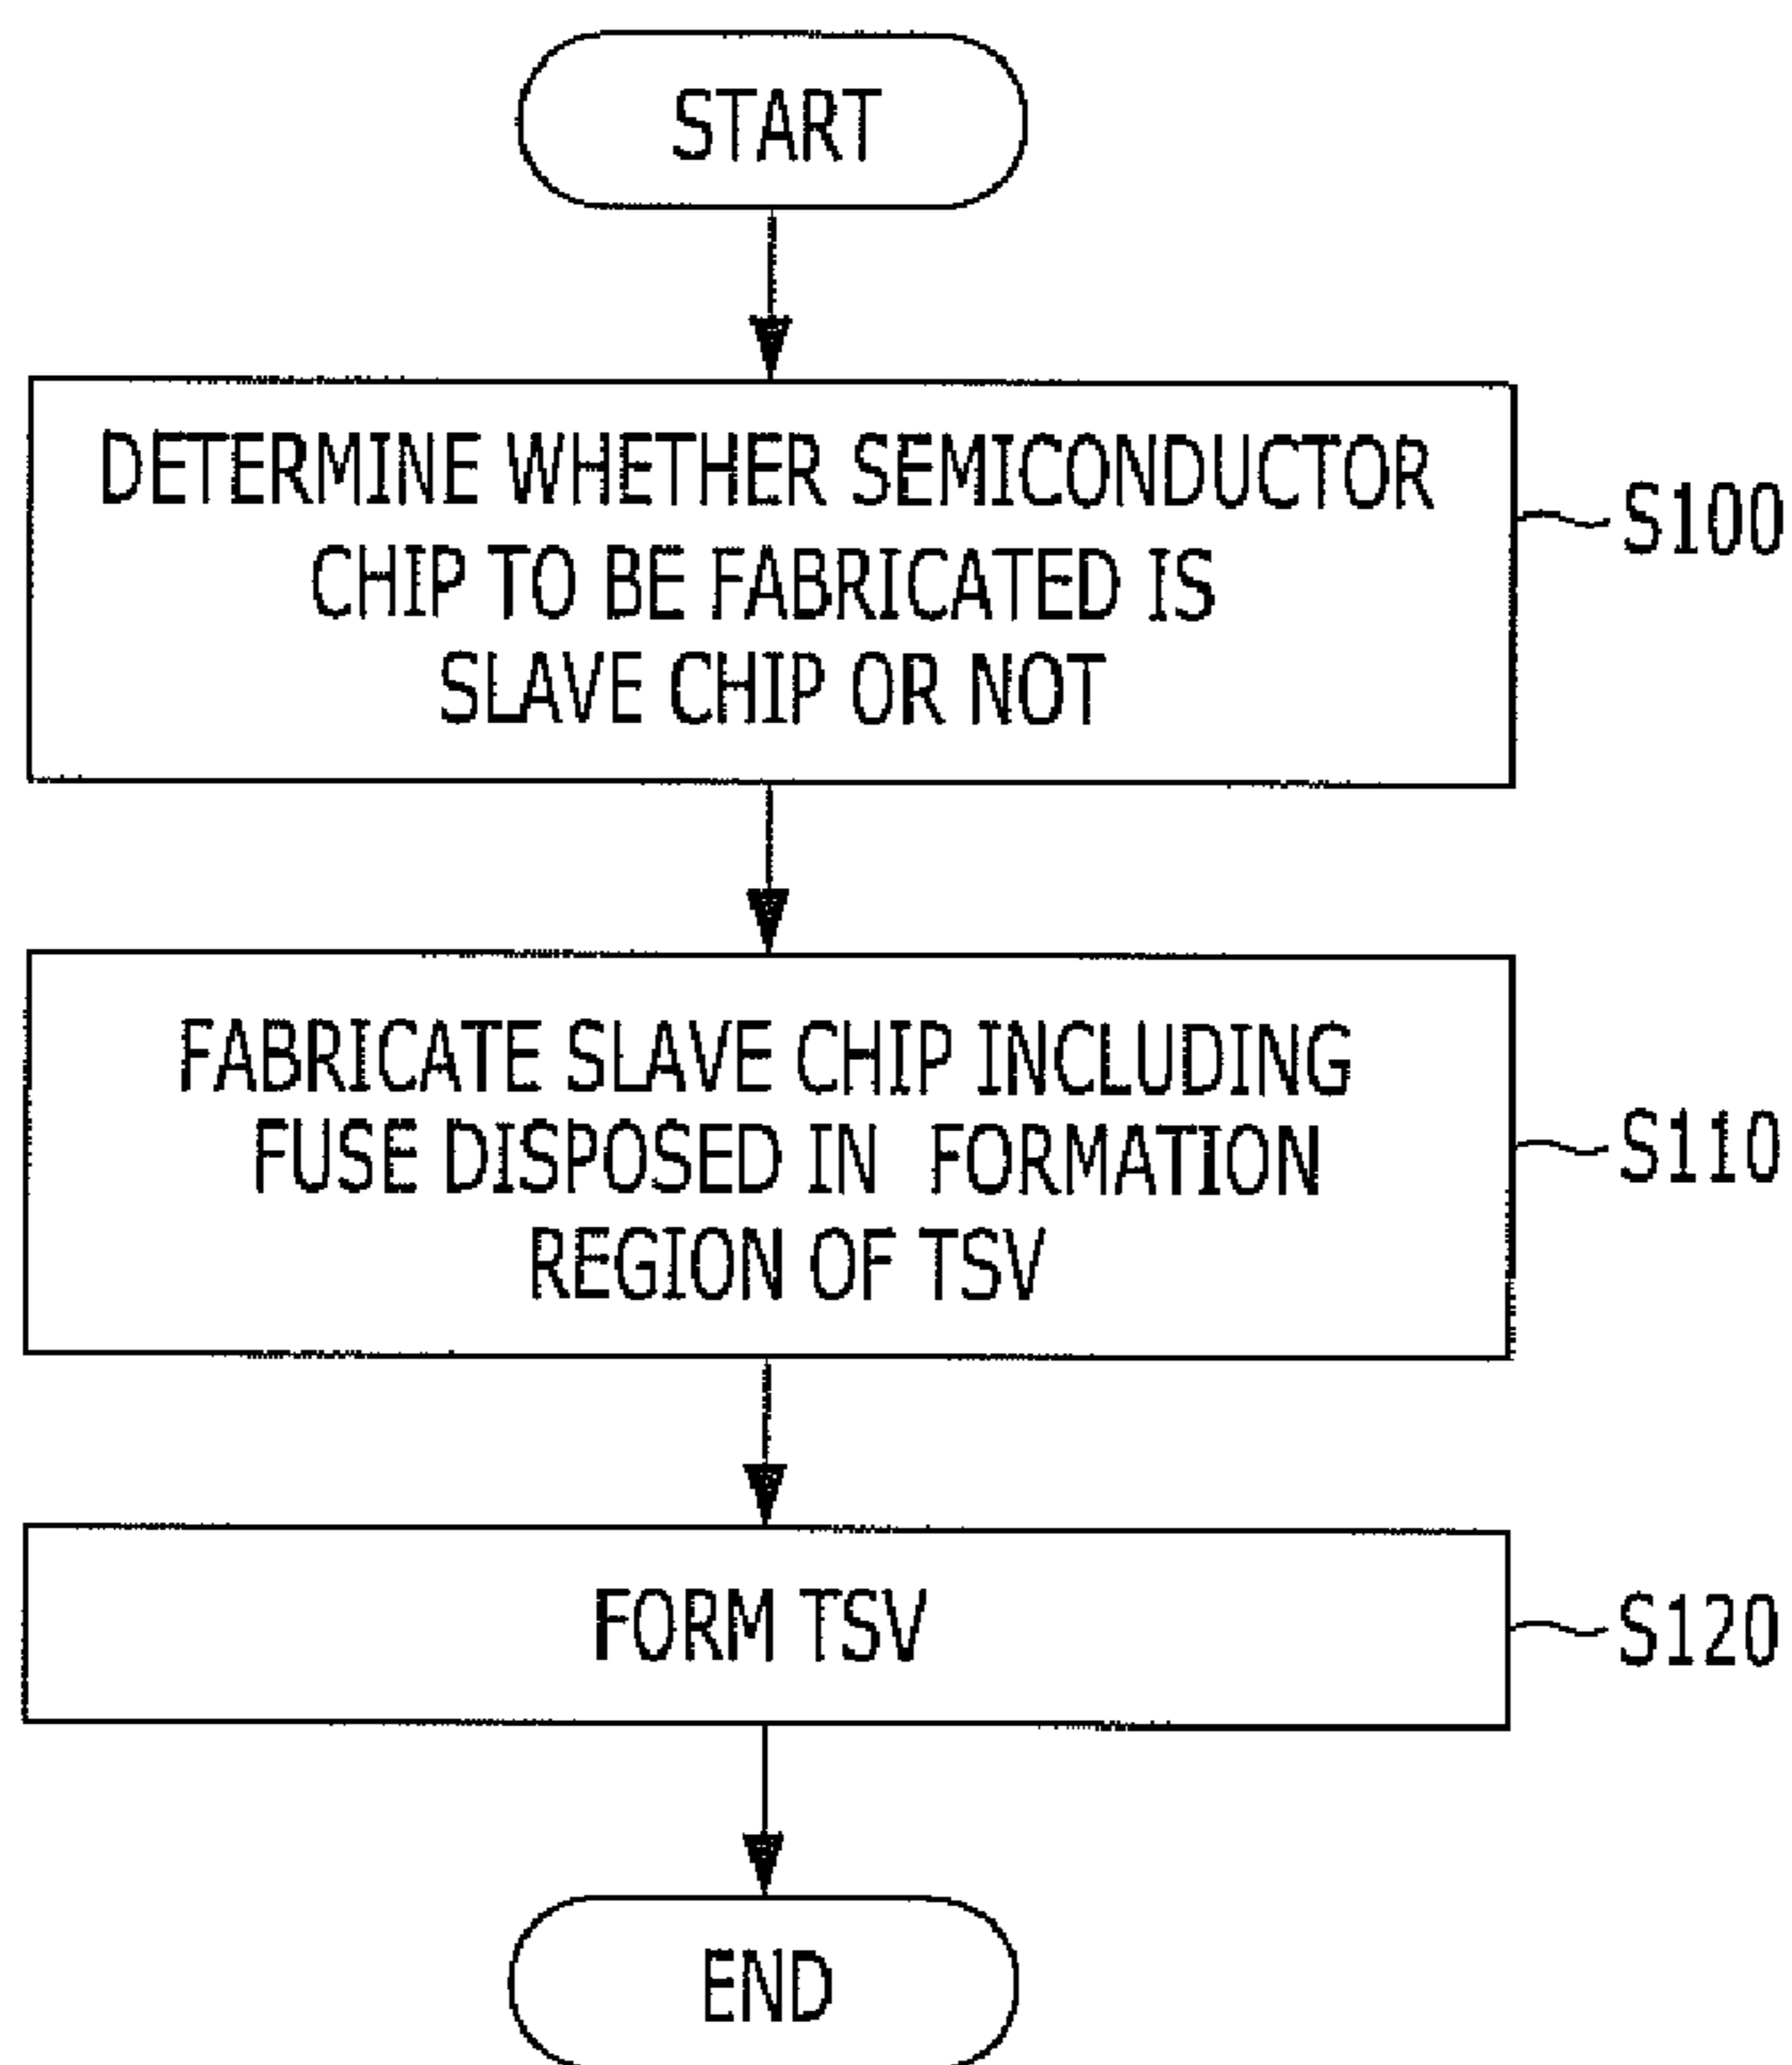 START
DETERMINE WHETHER SEMICONDUCTOR
CHIP TO BE FABRICATED IS
SLAVE CHIP OR NOT
S100
FABRICATE SLAVE CHIP INCLUDING
FUSE DISPOSED IN FORMATION
REGION OF TSV
S110
FORM TSV
S120
END